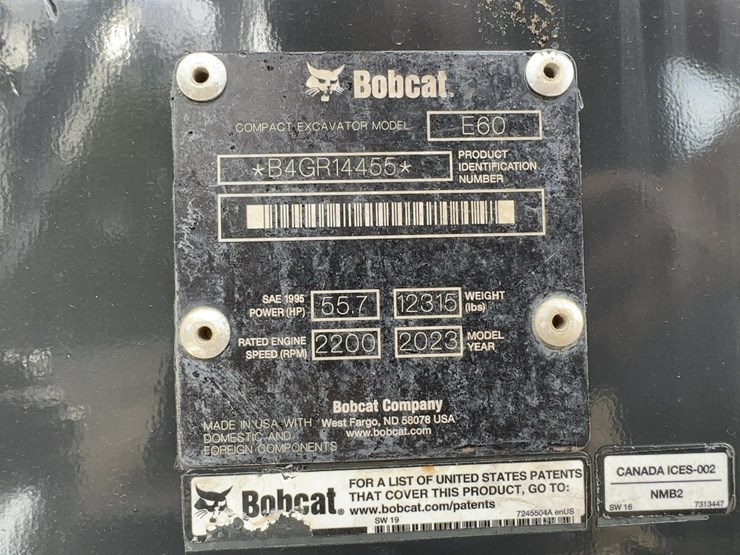 Bobcat.
COMPACT EXCAVATOR MODEL E60
*B4GR14455* PRODUCT IDENTIFICATION NUMBER
SAE 1995 POWER (HP) 55.7 12315 WEIGHT (lbs)
RATED ENGINE SPEED (RPM) 2200 2023 MODEL YEAR
Bobcat Company
West Fargo, ND 58078 USA
www.bobcat.com
MADE IN USA WITH
DOMESTIC AND
FOREIGN COMPONENTS
Bobcat.
FOR A LIST OF UNITED STATES PATENTS
THAT COVER THIS PRODUCT, GO TO:
www.bobcat.com/patents
SW 19
7245504A enUS
CANADA ICES-002
NMB2
SW 16 7313447